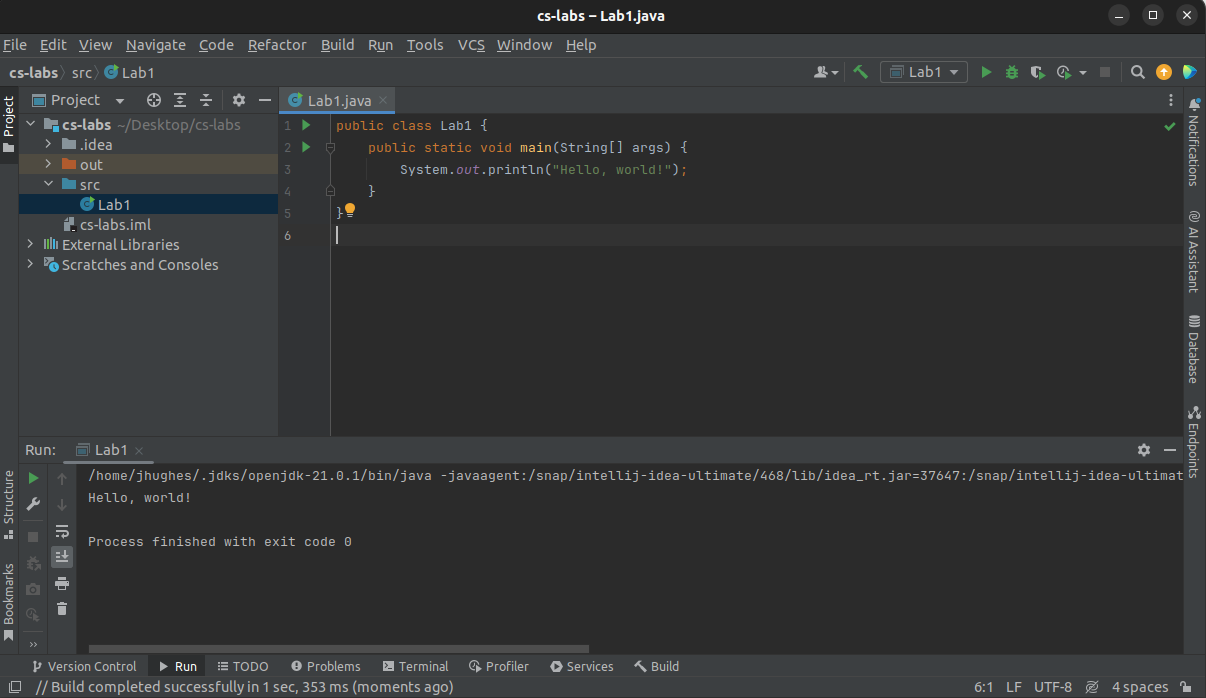 cs-labs – Lab1.java
File Edit View Navigate Code Refactor Build Run Tools VCS Window Help
cs-labs src Lab1
Lab1
Project
Project
Lab1.java
cs-labs ~/Desktop/cs-labs
.idea
out
src
Lab1
cs-labs.iml
External Libraries
Scratches and Consoles
1 public class Lab1 {
2 public static void main(String[] args) {
3 System.out.println("Hello, world!");
4 }
5 }
6
Notifications
AI Assistant
Database
Endpoints
Run: Lab1
/home/jhughes/.jdks/openjdk-21.0.1/bin/java -javaagent:/snap/intellij-idea-ultimate/468/lib/idea_rt.jar=37647:/snap/intellij-idea-ultimat
Hello, world!
Process finished with exit code 0
Structure
Bookmarks
Version Control Run TODO Problems Terminal Profiler Services Build
// Build completed successfully in 1 sec, 353 ms (moments ago)
6:1 LF UTF-8 4 spaces